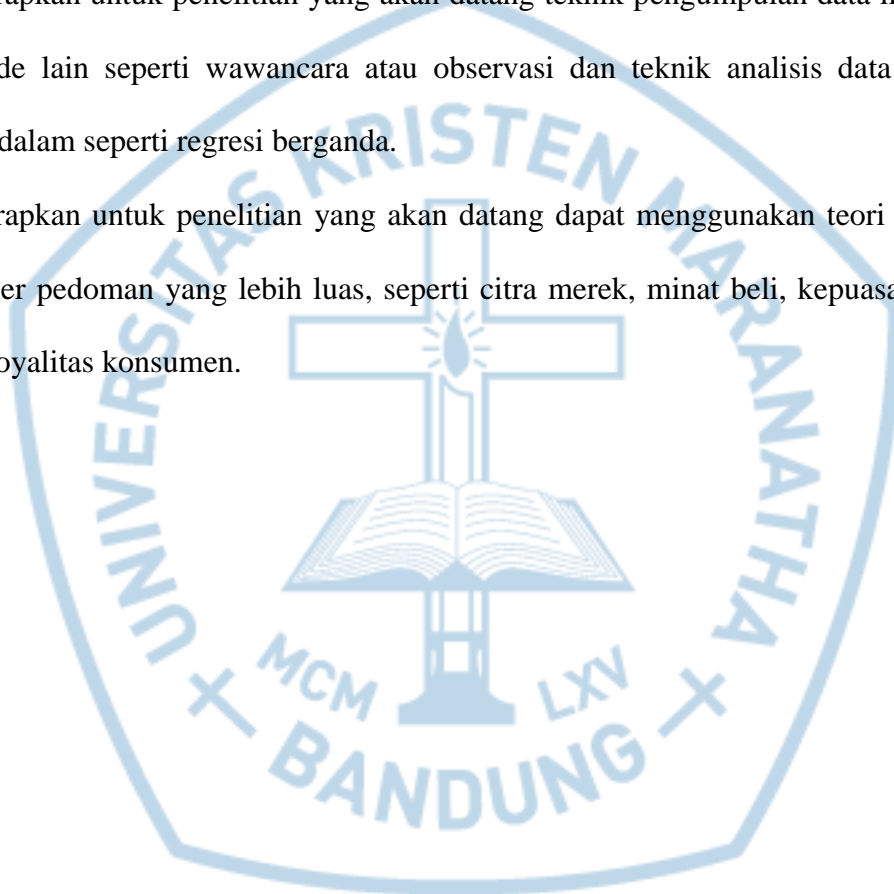 rapkan untuk penelitian yang akan datang teknik pengumpulan data
de lain seperti wawancara atau observasi dan teknik analisis data
dalam seperti regresi berganda.
rapkan untuk penelitian yang akan datang dapat menggunakan teori
er pedoman yang lebih luas, seperti citra merek, minat beli, kepuasa
oyalitas konsumen.
UNIVERSITAS KRISTEN MARANATHA
MCM LXV
BANDUNG